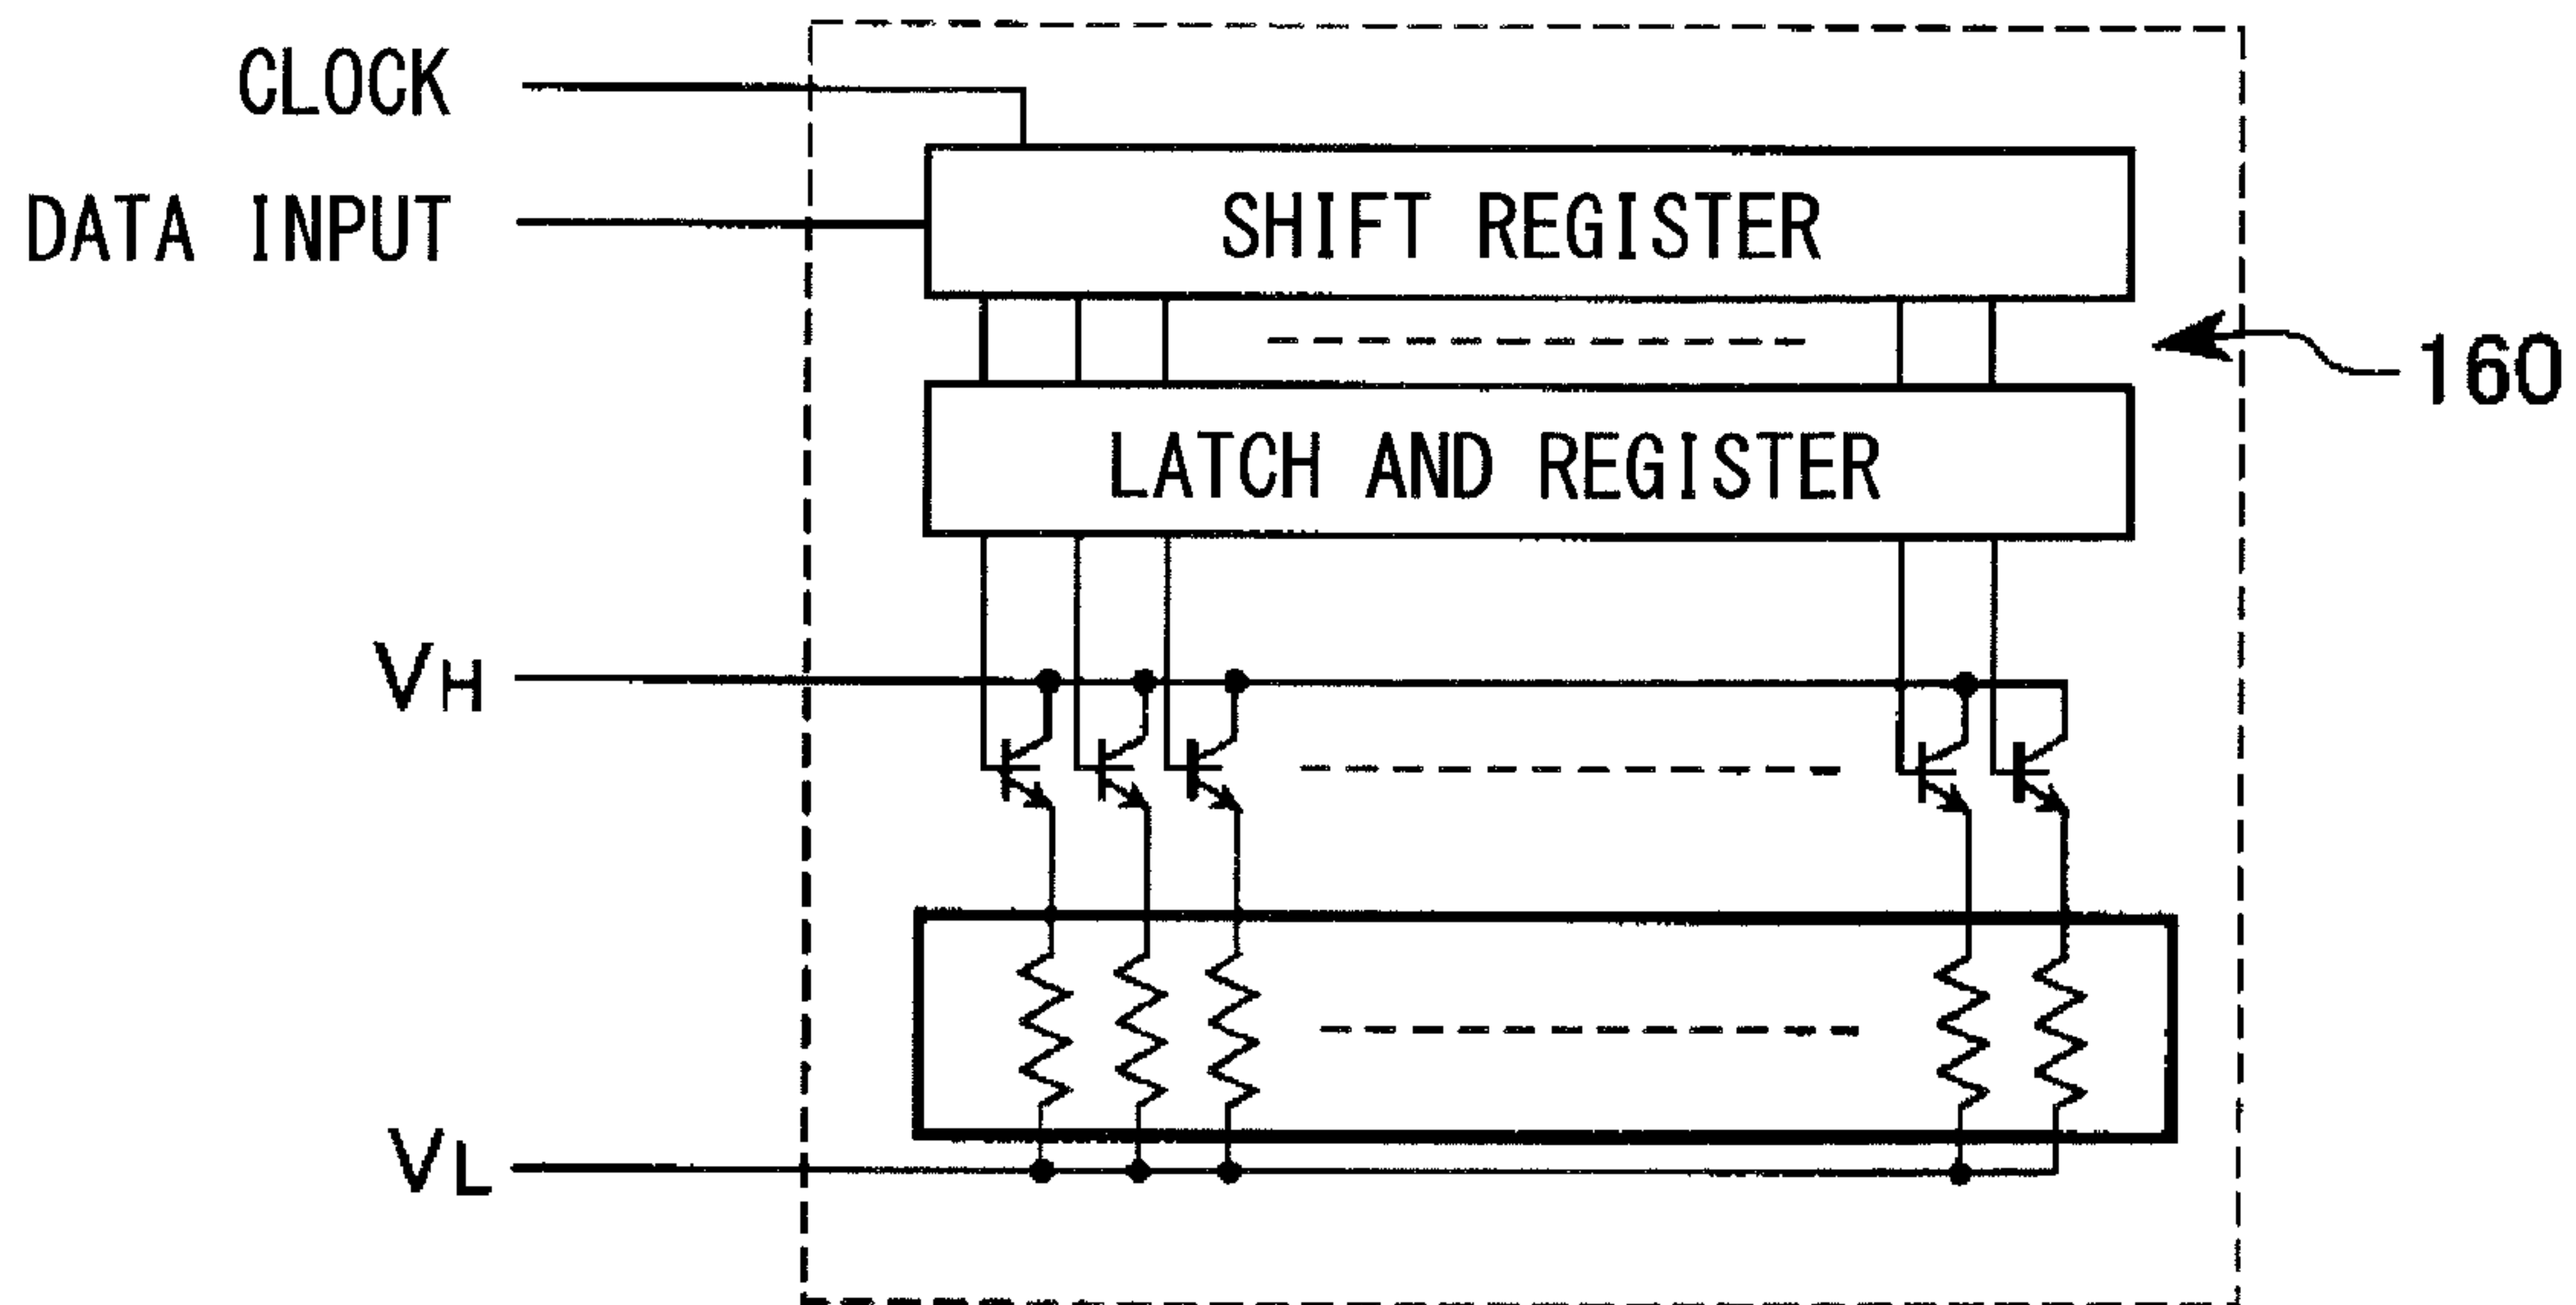 CLOCK
DATA INPUT
SHIFT REGISTER
160
LATCH AND REGISTER
VH
VL